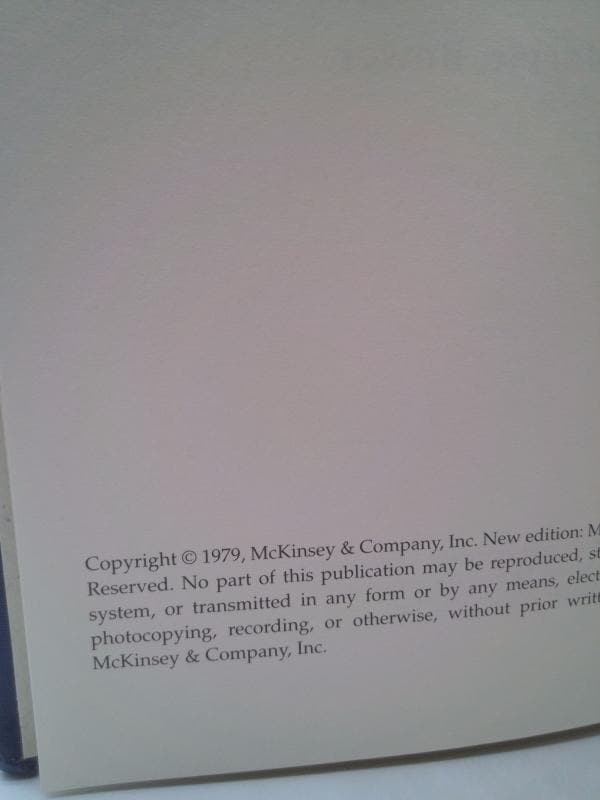 Copyright © 1979, McKinsey & Company, Inc. New edition:
Reserved. No part of this publication may be reproduced,
system, or transmitted in any form or by any means,
photocopying, recording, or otherwise, without prior
McKinsey & Company, Inc.